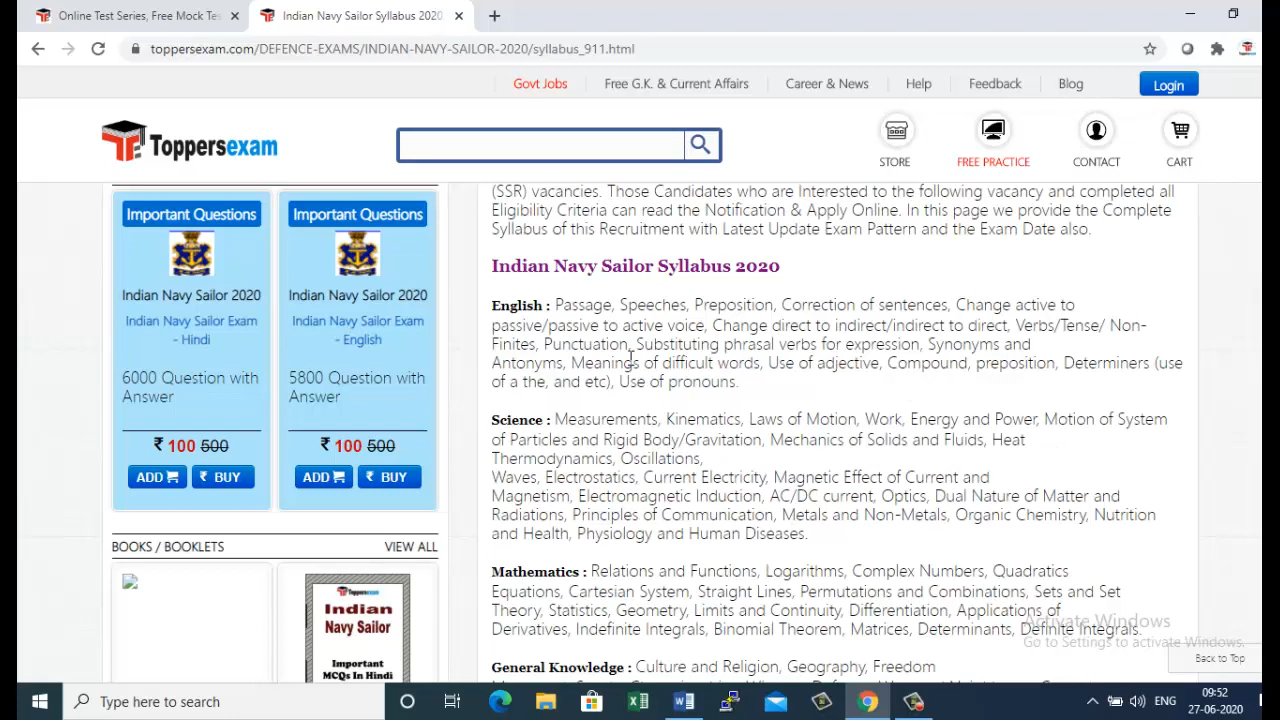 Online Test Series, Free Mock Tes
Indian Navy Sailor Syllabus 2020
toppersexam.com/DEFENCE-EXAMS/INDIAN-NAVY-SAILOR-2020/syllabus_911.html
Govt Jobs
Free G.K. & Current Affairs
Career & News
Help
Feedback
Blog
Login
Toppersexam
STORE
FREE PRACTICE
CONTACT
CART
Important Questions
Indian Navy Sailor 2020
Indian Navy Sailor Exam
- Hindi
6000 Question with
Answer
₹ 100 500
ADD
₹ BUY
Important Questions
Indian Navy Sailor 2020
Indian Navy Sailor Exam
- English
5800 Question with
Answer
₹ 100 500
ADD
₹ BUY
BOOKS / BOOKLETS
VIEW ALL
Toppersexam
Indian
Navy Sailor
Important
MCQs In Hindi
(SSR) vacancies. Those Candidates who are Interested to the following vacancy and completed all
Eligibility Criteria can read the Notification & Apply Online. In this page we provide the Complete
Syllabus of this Recruitment with Latest Update Exam Pattern and the Exam Date also.
Indian Navy Sailor Syllabus 2020
English : Passage, Speeches, Preposition, Correction of sentences, Change active to
passive/passive to active voice, Change direct to indirect/indirect to direct, Verbs/Tense/ Non-
Finites, Punctuation, Substituting phrasal verbs for expression, Synonyms and
Antonyms, Meanings of difficult words, Use of adjective, Compound, preposition, Determiners (use
of a the, and etc), Use of pronouns.
Science : Measurements, Kinematics, Laws of Motion, Work, Energy and Power, Motion of System
of Particles and Rigid Body/Gravitation, Mechanics of Solids and Fluids, Heat
Thermodynamics, Oscillations,
Waves, Electrostatics, Current Electricity, Magnetic Effect of Current and
Magnetism, Electromagnetic Induction, AC/DC current, Optics, Dual Nature of Matter and
Radiations, Principles of Communication, Metals and Non-Metals, Organic Chemistry, Nutrition
and Health, Physiology and Human Diseases.
Mathematics : Relations and Functions, Logarithms, Complex Numbers, Quadratics
Equations, Cartesian System, Straight Lines, Permutations and Combinations, Sets and Set
Theory, Statistics, Geometry, Limits and Continuity, Differentiation, Applications of
Derivatives, Indefinite Integrals, Binomial Theorem, Matrices, Determinants, Definite Integrals.
General Knowledge : Culture and Religion, Geography, Freedom
Activate Windows
Go to Settings to activate Windows.
Back to Top
Type here to search
ENG
09:52
27-06-2020